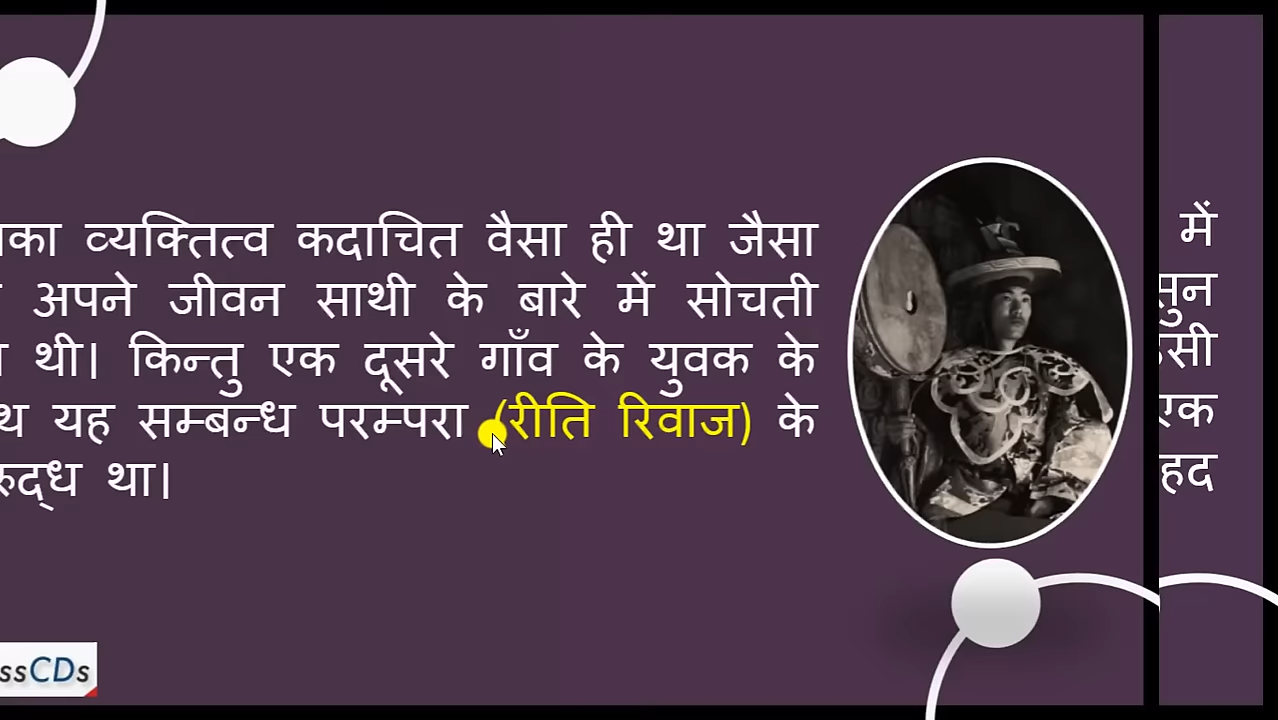 का व्यक्तित्व कदाचित वैसा ही था जैसा
अपने जीवन साथी के बारे में सोचती
थी। किन्तु एक दूसरे गाँव के युवक के
यह सम्बन्ध परम्परा (रीति रिवाज) के
था।
में
सुन
एक
हद
ssCDs